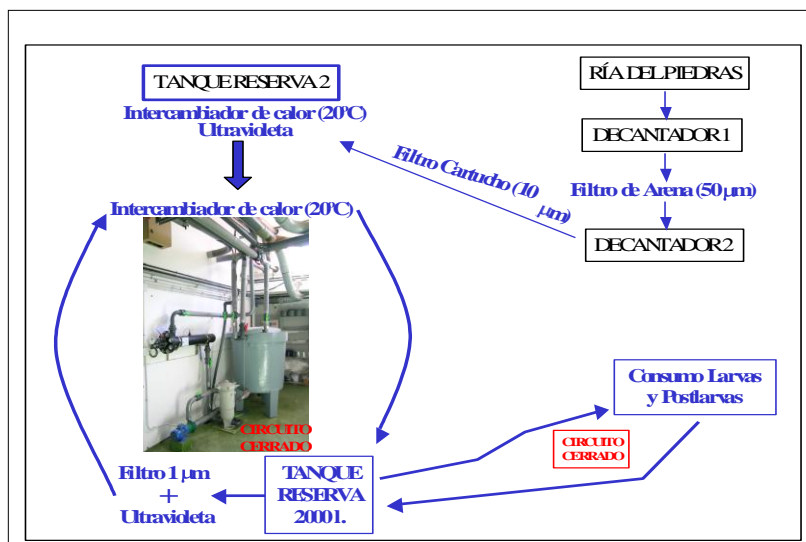 TANQUE RESERVA 2
Intercambiador de calor (20ºC)
Ultravioleta
RÍA DEL PIEDRAS
DECANTADOR 1
Filtro de Arena (50 µm)
DECANTADOR 2
Filtro Cartucho (10
µm)
Intercambiador de calor (20ºC)
CIRCUITO
CERRADO
Filtro 1 µm
+
Ultravioleta
TANQUE
RESERVA
2000 l.
Consumo Larvas
y Postlarvas
CIRCUITO
CERRADO